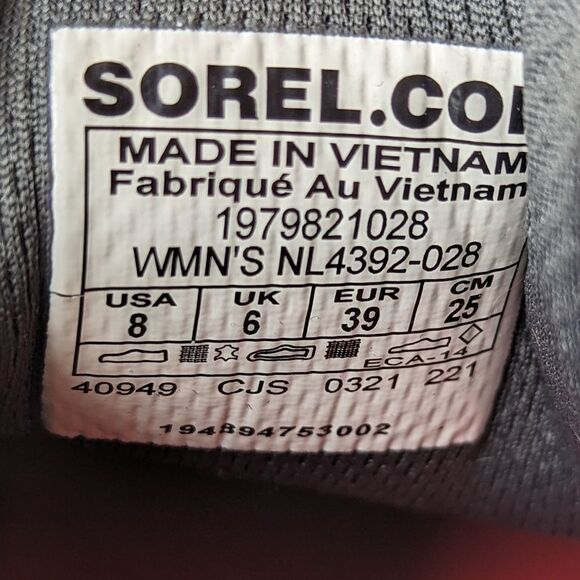 SOREL.CO
MADE IN VIETNAM
Fabriqué Au Vietnam
1979821028
WMN'S NL4392-028
USA UK EUR CM
8 6 39 25
ECA-14
40949 CJS 0321 221
194894753002